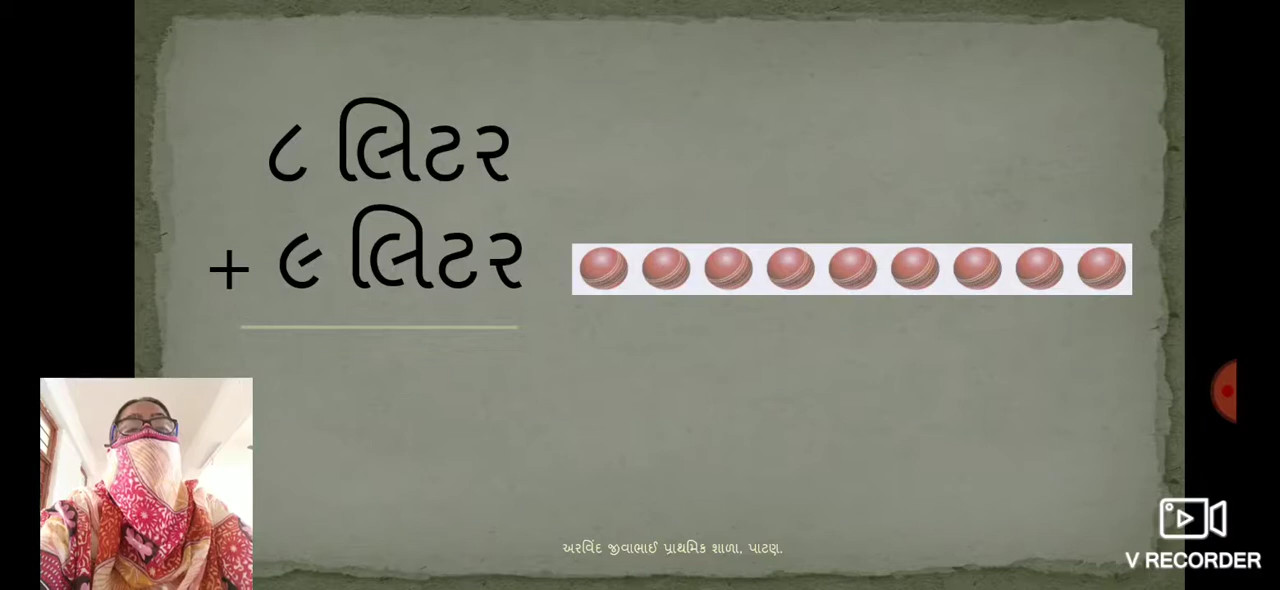 ૮ લિટર
+ ૯ લિટર
અરવિંદ જીવાભાઈ પ્રાથમિક શાળા, પાટણ.
V RECORDER